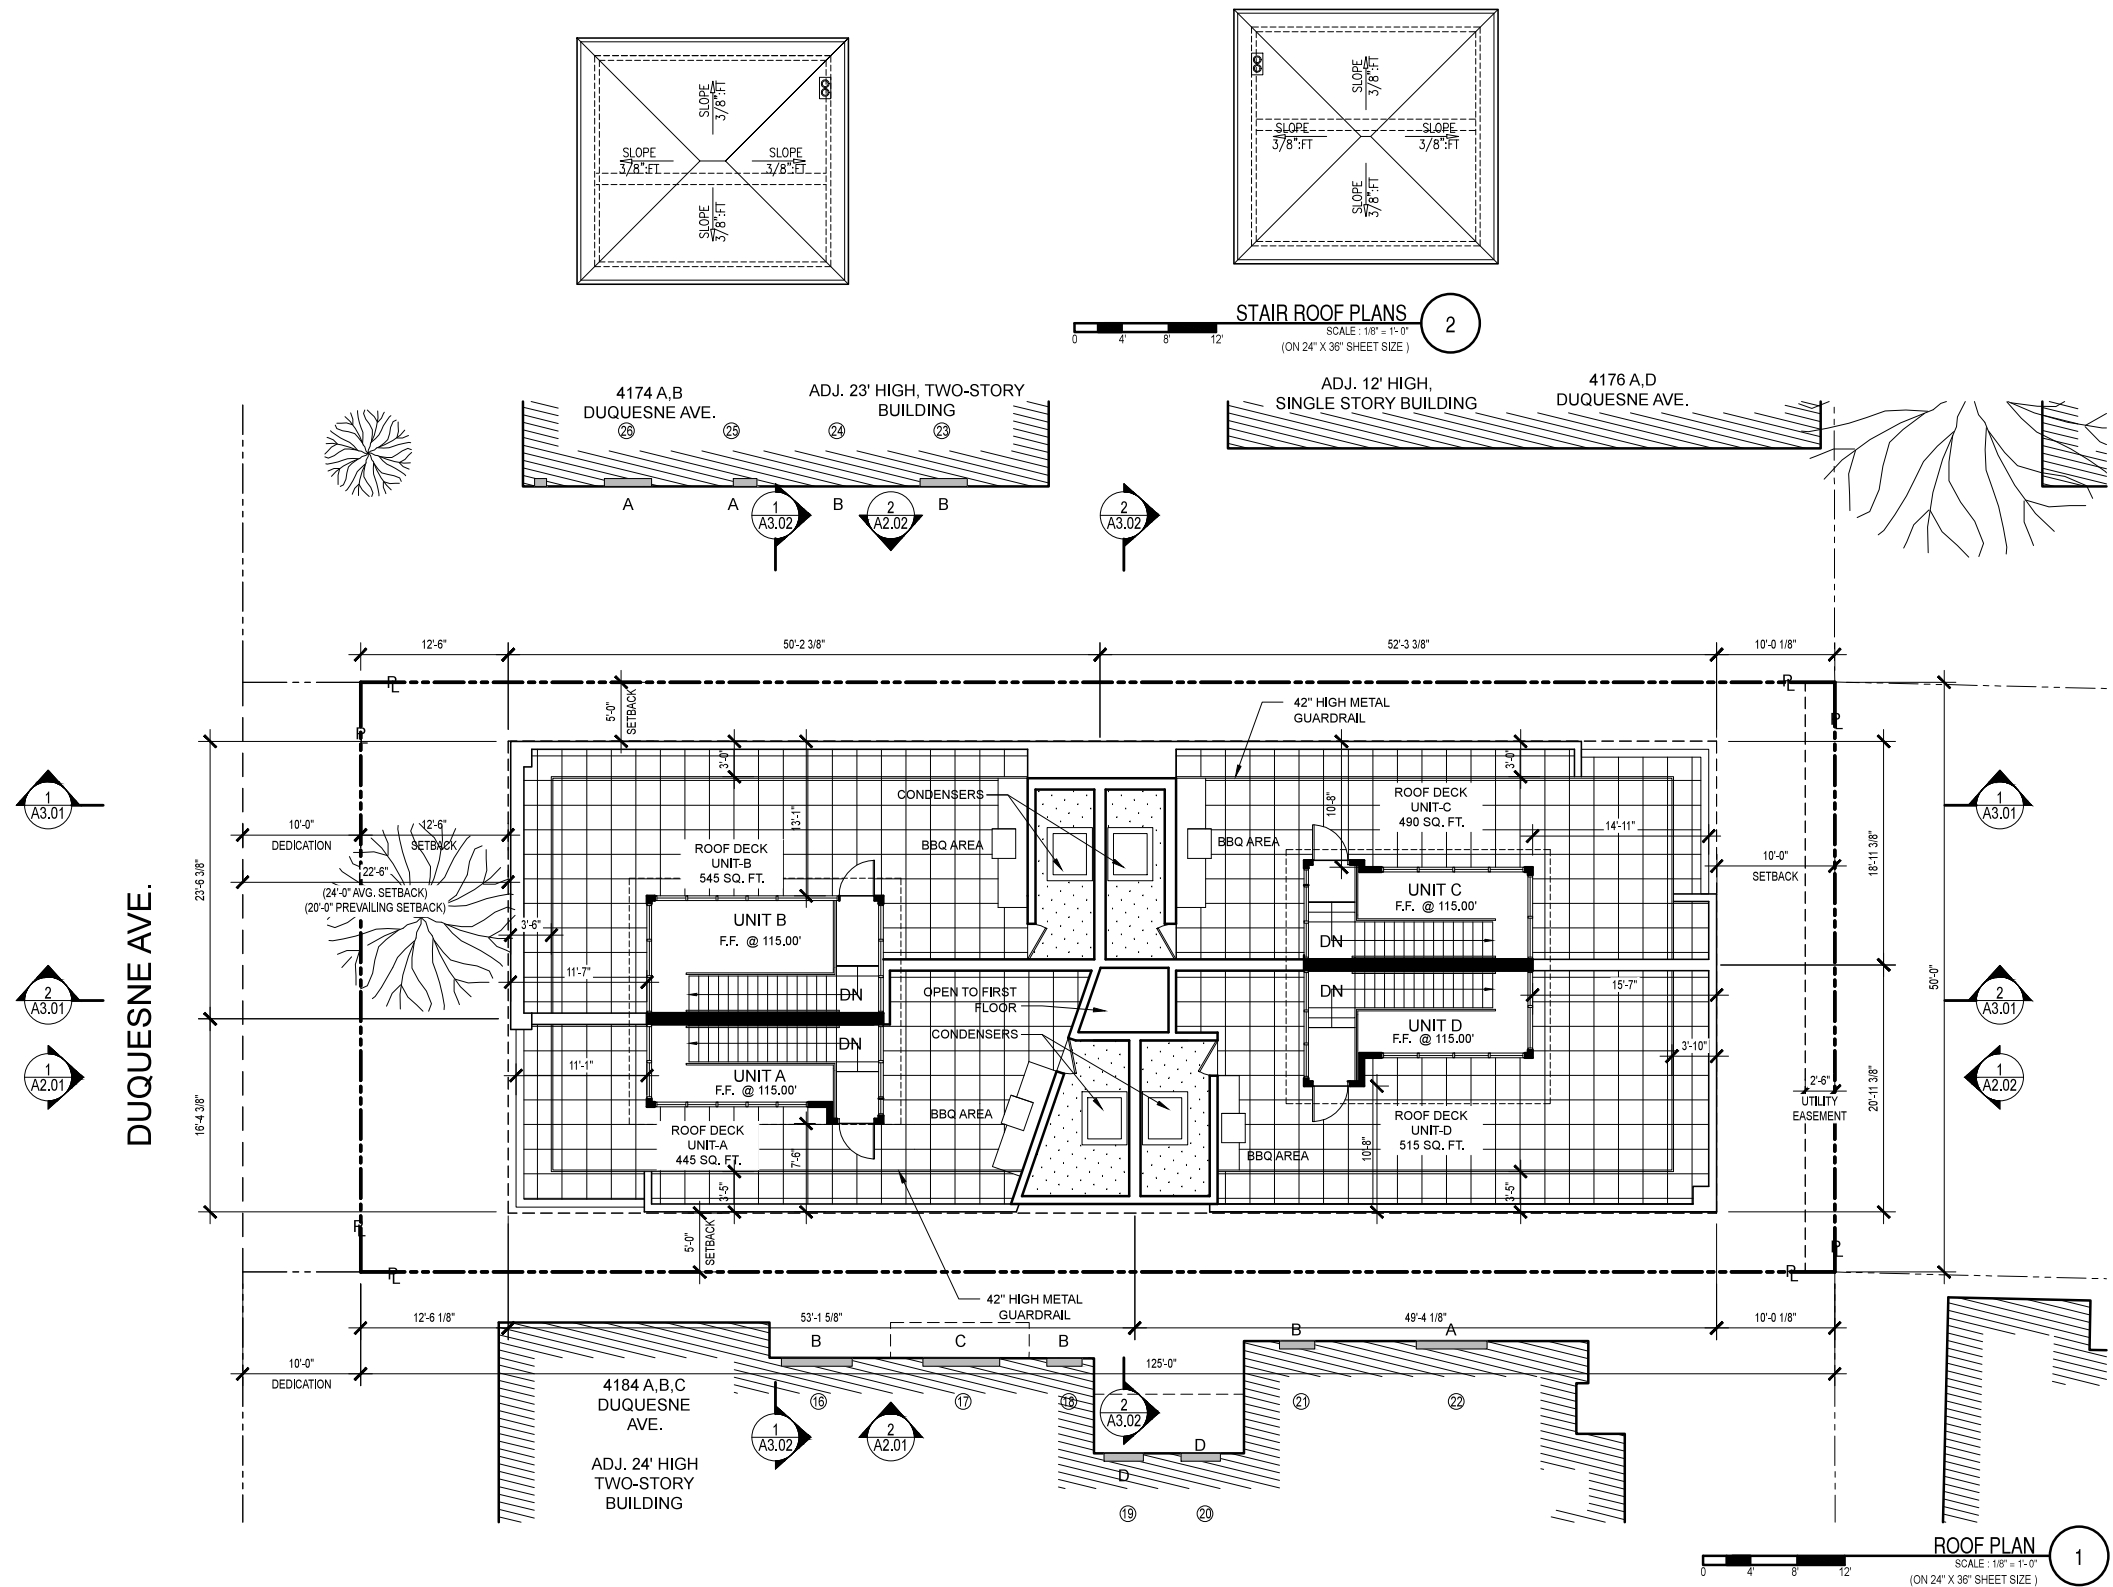 SLOPE
3/8":FT
SLOPE
3/8":FT
SLOPE
3/8":FT
SLOPE
3/8":FT
SLOPE
3/8":FT
SLOPE
3/8":FT
SLOPE
3/8":FT
SLOPE
3/8":FT
STAIR ROOF PLANS
2
SCALE : 1/8" = 1'- 0"
(ON 24" X 36" SHEET SIZE )
0 4' 8' 12'
4174 A,B
DUQUESNE AVE.
ADJ. 23' HIGH, TWO-STORY
BUILDING
ADJ. 12' HIGH,
SINGLE STORY BUILDING
4176 A,D
DUQUESNE AVE.
26 25 24 23
A A B B
1
A3.02
2
A2.02
2
A3.02
12'-6" 50'-2 3/8" 52'-3 3/8" 10'-0 1/8"
PL PL
PL PL
5'-0"
SETBACK
42" HIGH METAL
GUARDRAIL
3'-0"
13'-1"
10'-8"
3'-0"
1
A3.01
1
A3.01
CONDENSERS
ROOF DECK
UNIT-C
490 SQ. FT.
14'-11"
10'-0"
DEDICATION
12'-6"
SETBACK
BBQ AREA
BBQ AREA
ROOF DECK
UNIT-B
545 SQ. FT.
22'-6"
(24'-0" AVG. SETBACK)
(20'-0" PREVAILING SETBACK)
10'-0"
SETBACK
23'-6 3/8"
18'-11 3/8"
DUQUESNE AVE.
3'-6"
UNIT B
F.F. @ 115.00'
UNIT C
F.F. @ 115.00'
DN
11'-7"
DN
OPEN TO FIRST
FLOOR
DN
15'-7"
50'-0"
2
A3.01
2
A3.01
UNIT D
F.F. @ 115.00'
CONDENSERS
DN
3'-10"
11'-1"
UNIT A
F.F. @ 115.00'
1
A2.01
1
A2.02
2'-6"
UTILITY
EASEMENT
16'-4 3/8"
20'-11 3/8"
BBQ AREA
ROOF DECK
UNIT-A
445 SQ. FT.
7'-6"
3'-5"
BBQ AREA
ROOF DECK
UNIT-D
515 SQ. FT.
10'-8"
3'-5"
5'-0"
SETBACK
PL PL
PL PL
42" HIGH METAL
GUARDRAIL
12'-6 1/8" 53'-1 5/8" 49'-4 1/8" 10'-0 1/8"
B C B B A
10'-0"
DEDICATION
125'-0"
4184 A,B,C
DUQUESNE
AVE.
16 17 18 21 22
1
A3.02
2
A2.01
2
A3.02
ADJ. 24' HIGH
TWO-STORY
BUILDING
D D
19 20
ROOF PLAN
1
SCALE : 1/8" = 1'- 0"
(ON 24" X 36" SHEET SIZE )
0 4' 8' 12'